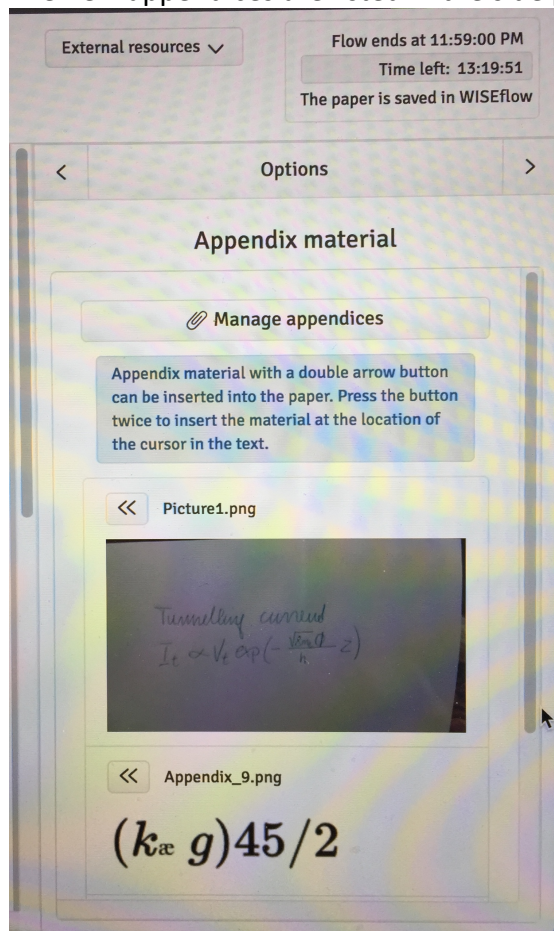 External resources
Flow ends at 11:59:00 PM
Time left: 13:19:51
The paper is saved in WISEflow
< Options >
Appendix material
Manage appendices
Appendix material with a double arrow button
can be inserted into the paper. Press the button
twice to insert the material at the location of
the cursor in the text.
Picture1.png
Tunnelling current
I_t ∝ V_t exp(- z)
Appendix_9.png
(kæ g)45/2